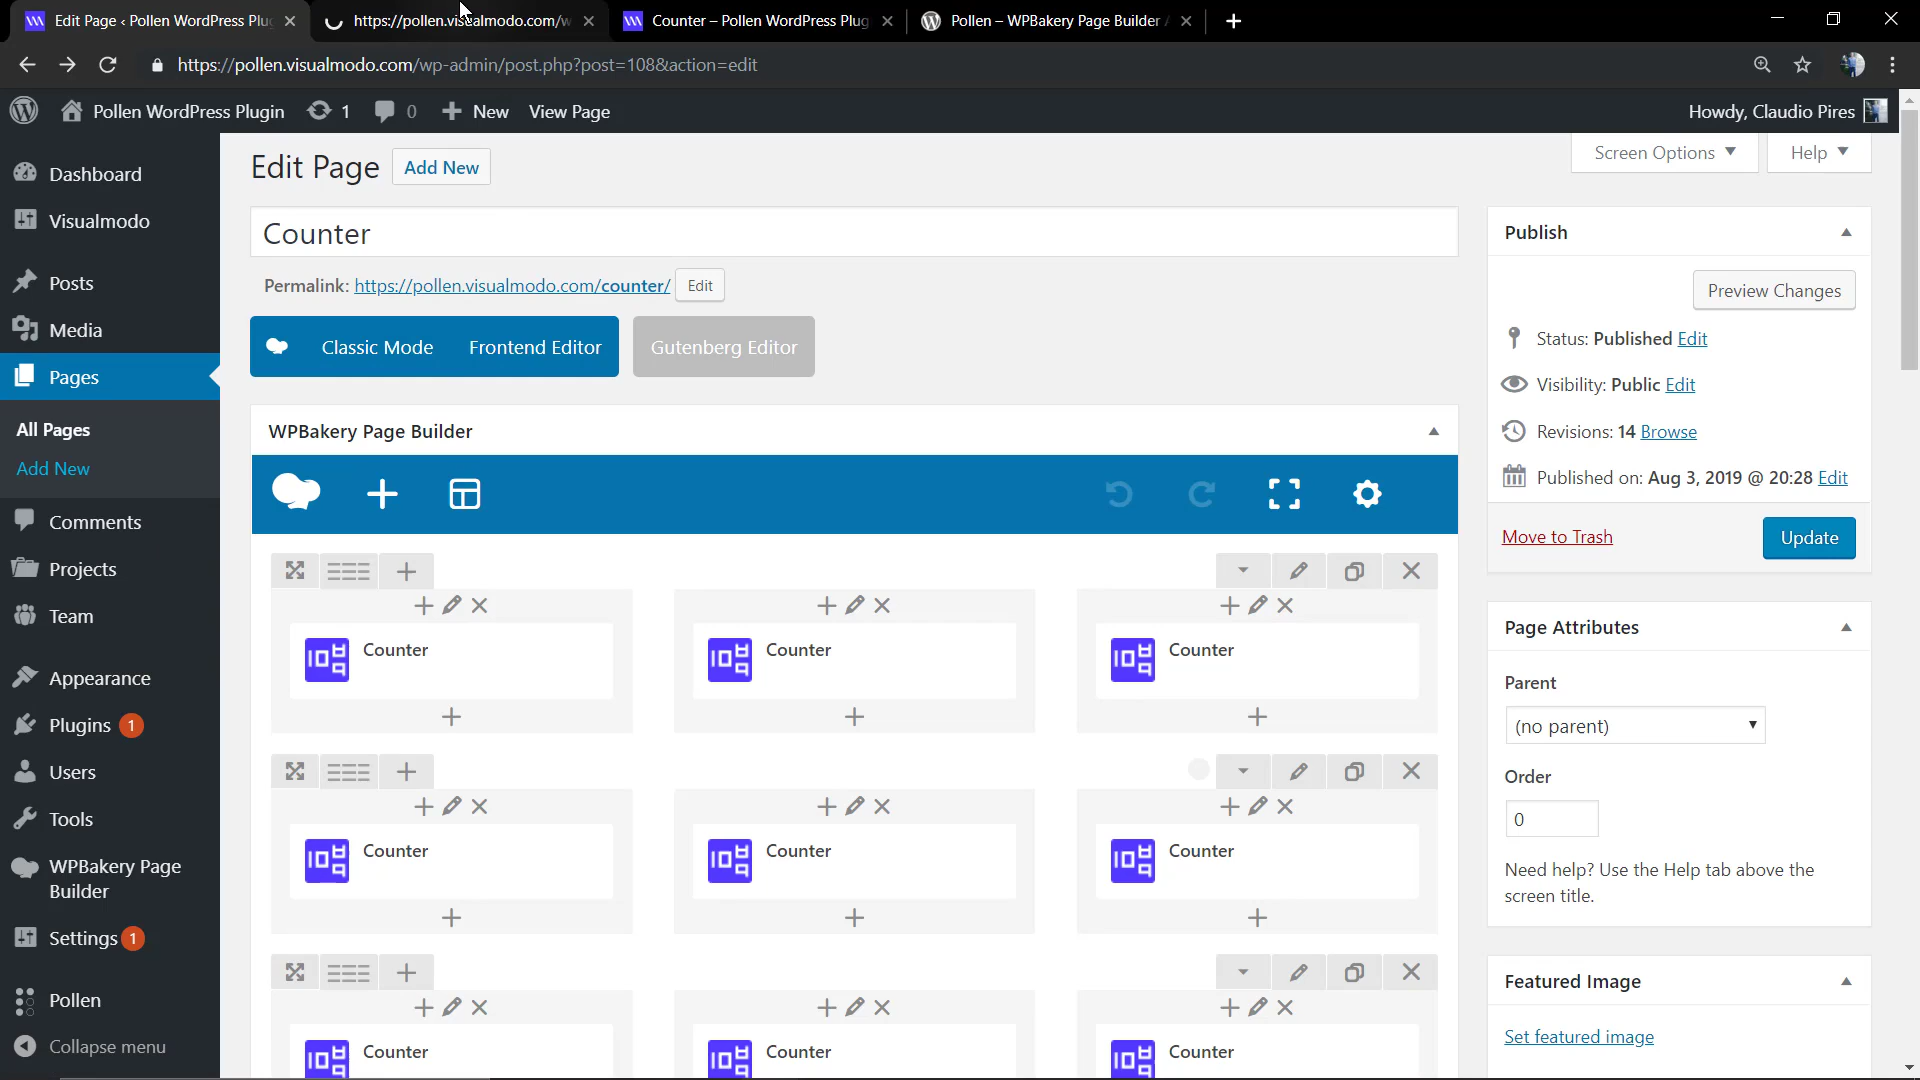 Edit Page ‹ Pollen WordPress Plug
https://pollen.visualmodo.com/w
Counter – Pollen WordPress Plug
Pollen – WPBakery Page Builder
https://pollen.visualmodo.com/wp-admin/post.php?post=108&action=edit
Pollen WordPress Plugin
1
0
New
View Page
Howdy, Claudio Pires
Dashboard
Visualmodo
Posts
Media
Pages
All Pages
Add New
Comments
Projects
Team
Appearance
Plugins 1
Users
Tools
WPBakery Page
Builder
Settings 1
Pollen
Collapse menu
Edit Page
Add New
Screen Options
Help
Counter
Permalink: https://pollen.visualmodo.com/counter/ Edit
Classic Mode
Frontend Editor
Gutenberg Editor
WPBakery Page Builder
Counter
Counter
Counter
Counter
Counter
Counter
Counter
Counter
Counter
Publish
Preview Changes
Status: Published Edit
Visibility: Public Edit
Revisions: 14 Browse
Published on: Aug 3, 2019 @ 20:28 Edit
Move to Trash
Update
Page Attributes
Parent
(no parent)
Order
0
Need help? Use the Help tab above the
screen title.
Featured Image
Set featured image